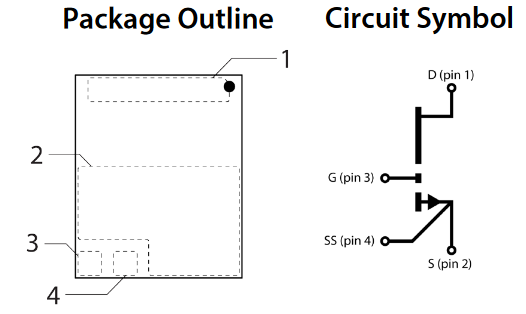 Package Outline
Circuit Symbol
1
2
3
4
D (pin 1)
G (pin 3)
SS (pin 4)
S (pin 2)